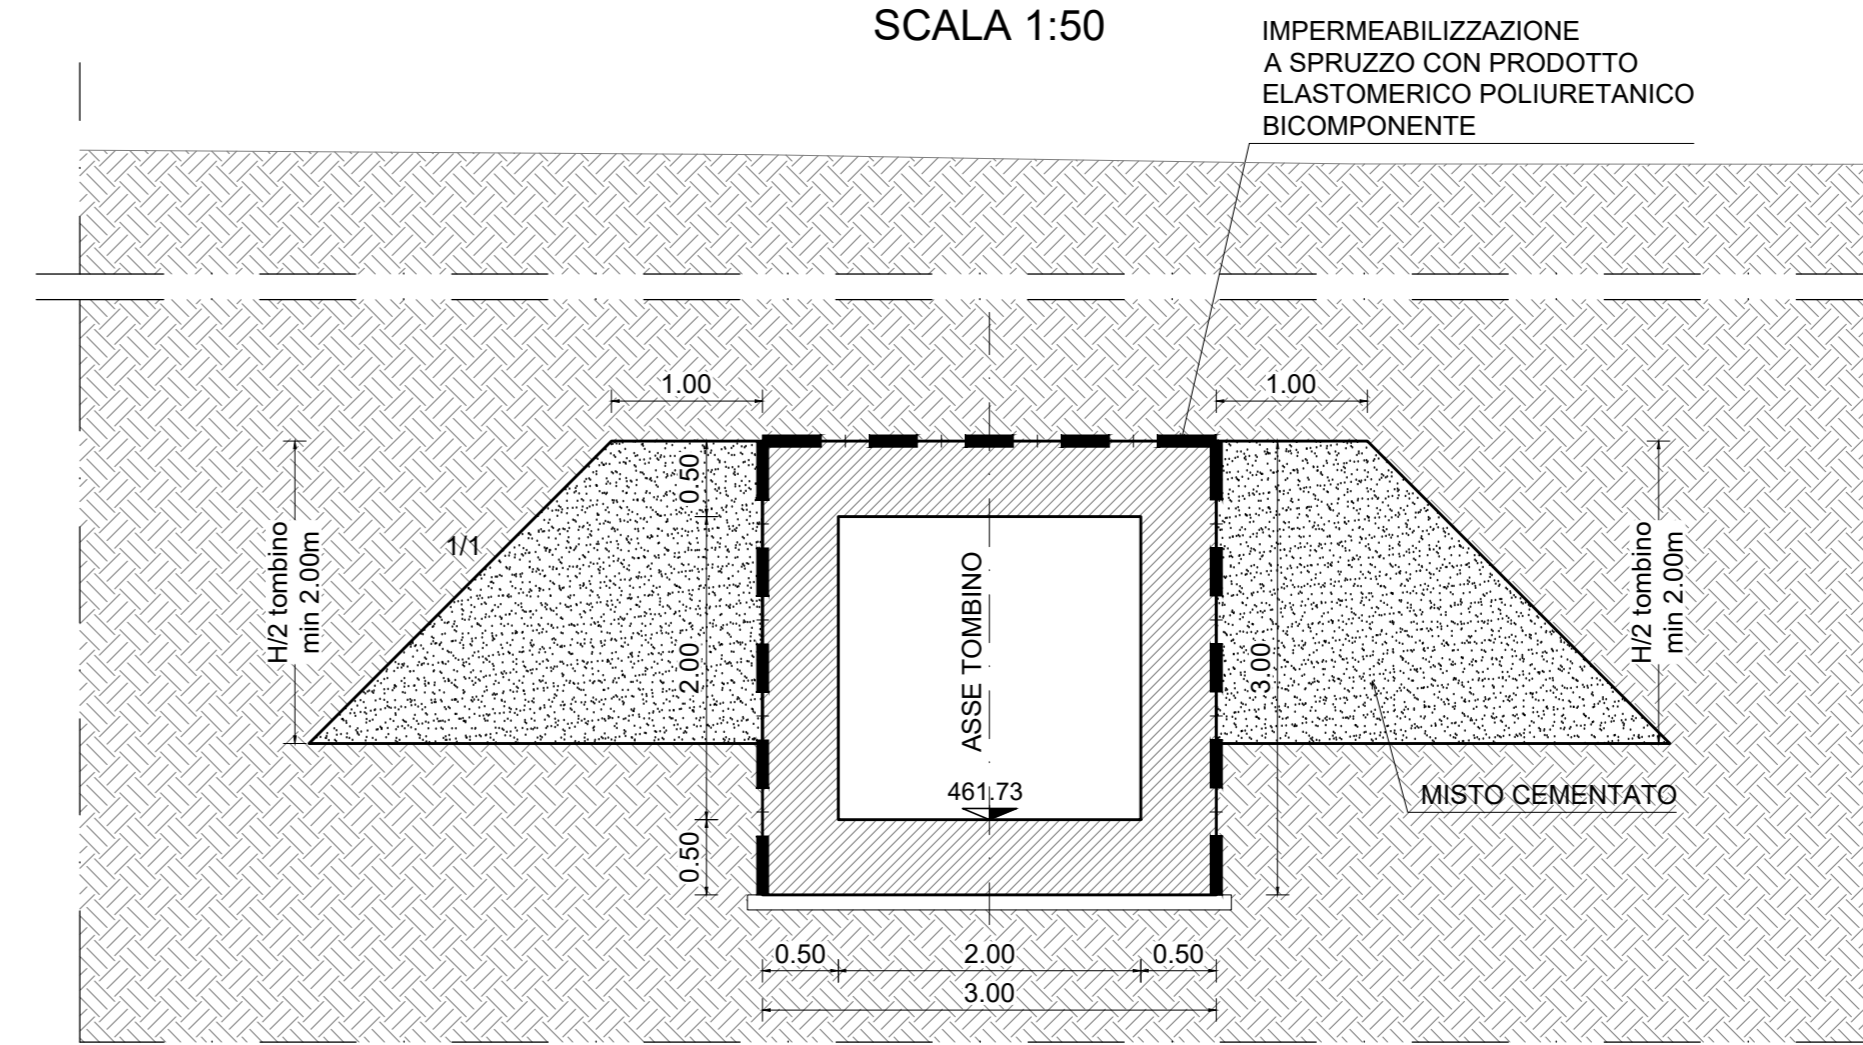 SCALA 1:50
IMPERMEABILIZZAZIONE
A SPRUZZO CON PRODOTTO
ELASTOMERICO POLIURETANICO
BICOMPONENTE
1.00
1.00
0.50
H/2 tombino
min 2.00m
1/1
2.00
ASSE TOMBINO
3.00
H/2 tombino
min 2.00m
461.73
MISTO CEMENTATO
0.50
0.50
2.00
0.50
3.00